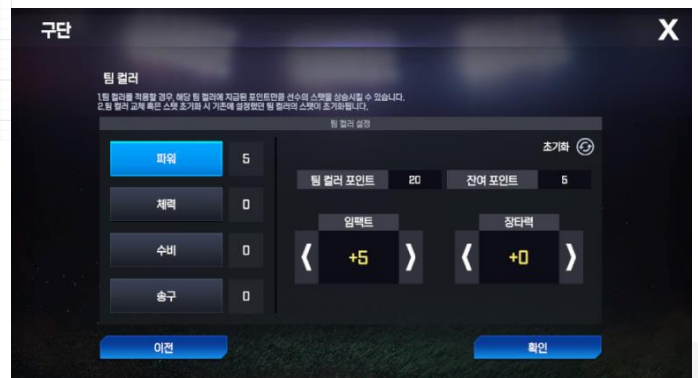 구단 X
팀 컬러
1.팀 컬러를 적용할 경우, 해당 팀 컬러에 지급된 포인트만큼 선수의 스탯을 상승시킬 수 있습니다.
2.팀 컬러 교체 혹은 스탯 초기화 시 기존에 설정했던 팀 컬러의 스탯이 초기화됩니다.
팀 컬러 설정
초기화
파워 5
팀 컬러 포인트 20 잔여 포인트 5
체력 0
임팩트 장타력
수비 0
+5 +0
송구 0
이전 확인